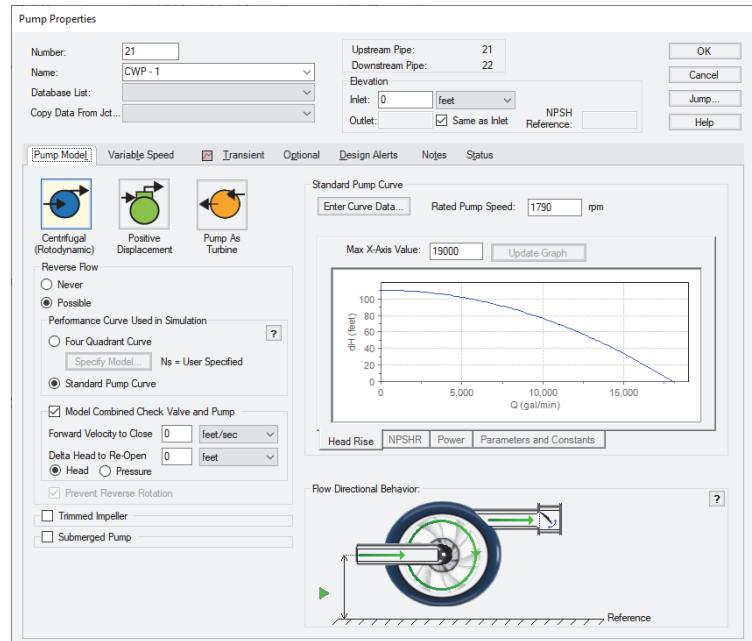 Pump Properties
Number: 21
Name: CWP - 1
Database List:
Copy Data From Jct...
Upstream Pipe: 21
Downstream Pipe: 22
Elevation
Inlet: 0 feet
Outlet: Same as Inlet NPSH Reference:
OK
Cancel
Jump...
Help
Pump Model Variable Speed Transient Optional Design Alerts Notes Status
Centrifugal (Rotodynamic)
Positive Displacement
Pump As Turbine
Reverse Flow
Never
Possible
Performance Curve Used in Simulation
?
Four Quadrant Curve
Specify Model... Ns = User Specified
Standard Pump Curve
Model Combined Check Valve and Pump
Forward Velocity to Close 0 feet/sec
Delta Head to Re-Open 0 feet
Head Pressure
Prevent Reverse Rotation
Trimmed Impeller
Submerged Pump
Standard Pump Curve
Enter Curve Data... Rated Pump Speed: 1790 rpm
Max X-Axis Value: 19000 Update Graph
dH (feet)
100
80
60
40
20
0
0 5,000 10,000 15,000
Q (gal/min)
Head Rise NPSHR Power Parameters and Constants
Flow Directional Behavior:
?
Reference